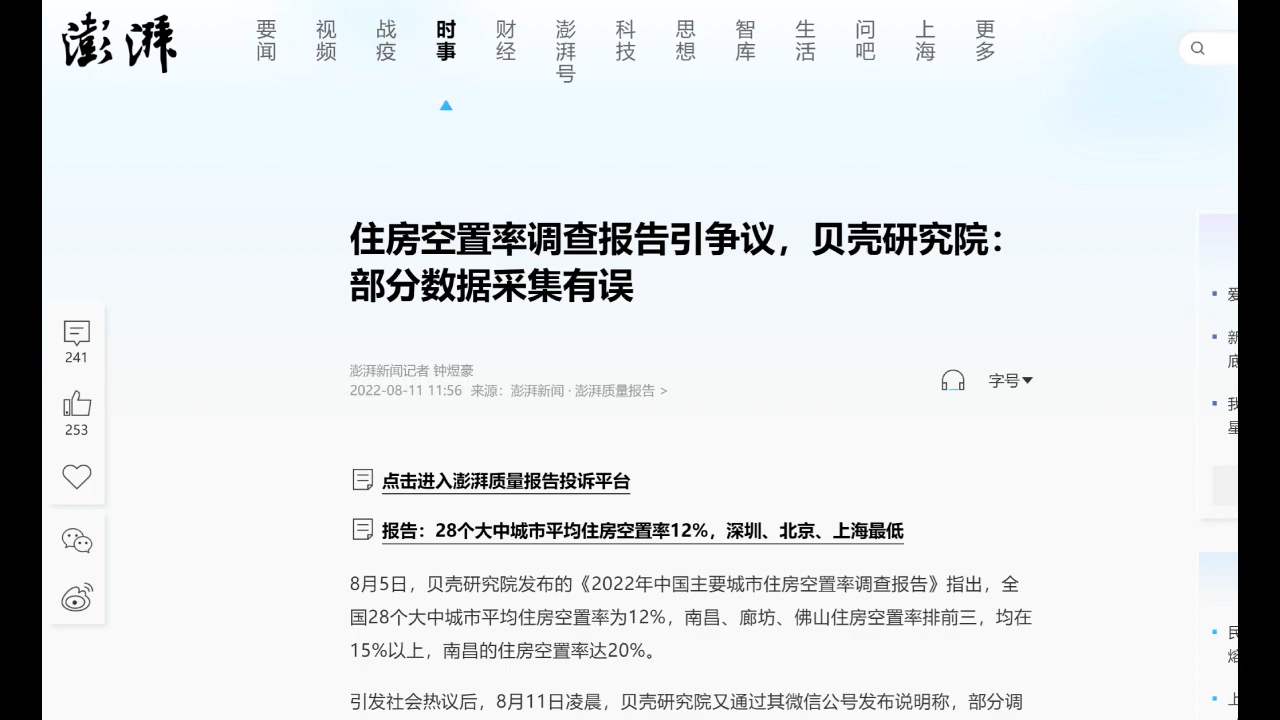 澎湃
要闻 视频 战疫 时事 财经 澎湃号 科技 思想 智库 生活 问吧 上海 更多
住房空置率调查报告引争议，贝壳研究院：
部分数据采集有误
澎湃新闻记者 钟煜豪
2022-08-11 11:56 来源：澎湃新闻 · 澎湃质量报告 >
字号
241
253
点击进入澎湃质量报告投诉平台
报告：28个大中城市平均住房空置率12%，深圳、北京、上海最低
8月5日，贝壳研究院发布的《2022年中国主要城市住房空置率调查报告》指出，全
国28个大中城市平均住房空置率为12%，南昌、廊坊、佛山住房空置率排前三，均在
15%以上，南昌的住房空置率达20%。
引发社会热议后，8月11日凌晨，贝壳研究院又通过其微信公号发布说明称，部分调
新
底
我
星